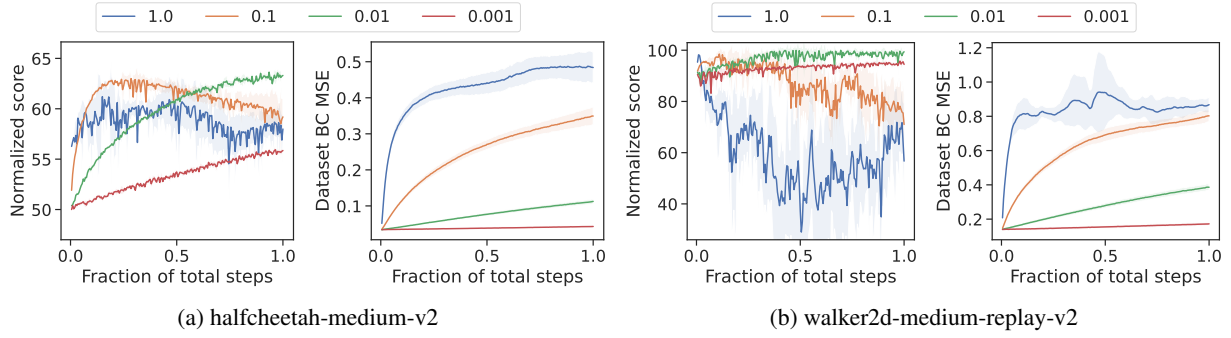 1.0 0.1 0.01 0.001
1.0 0.1 0.01 0.001
Normalized score
65
60
55
50
0.0 0.5 1.0
Fraction of total steps
Dataset BC MSE
0.5
0.4
0.3
0.2
0.1
0.0 0.5 1.0
Fraction of total steps
(a) halfcheetah-medium-v2
Normalized score
100
80
60
40
0.0 0.5 1.0
Fraction of total steps
Dataset BC MSE
1.2
1.0
0.8
0.6
0.4
0.2
0.0 0.5 1.0
Fraction of total steps
(b) walker2d-medium-replay-v2